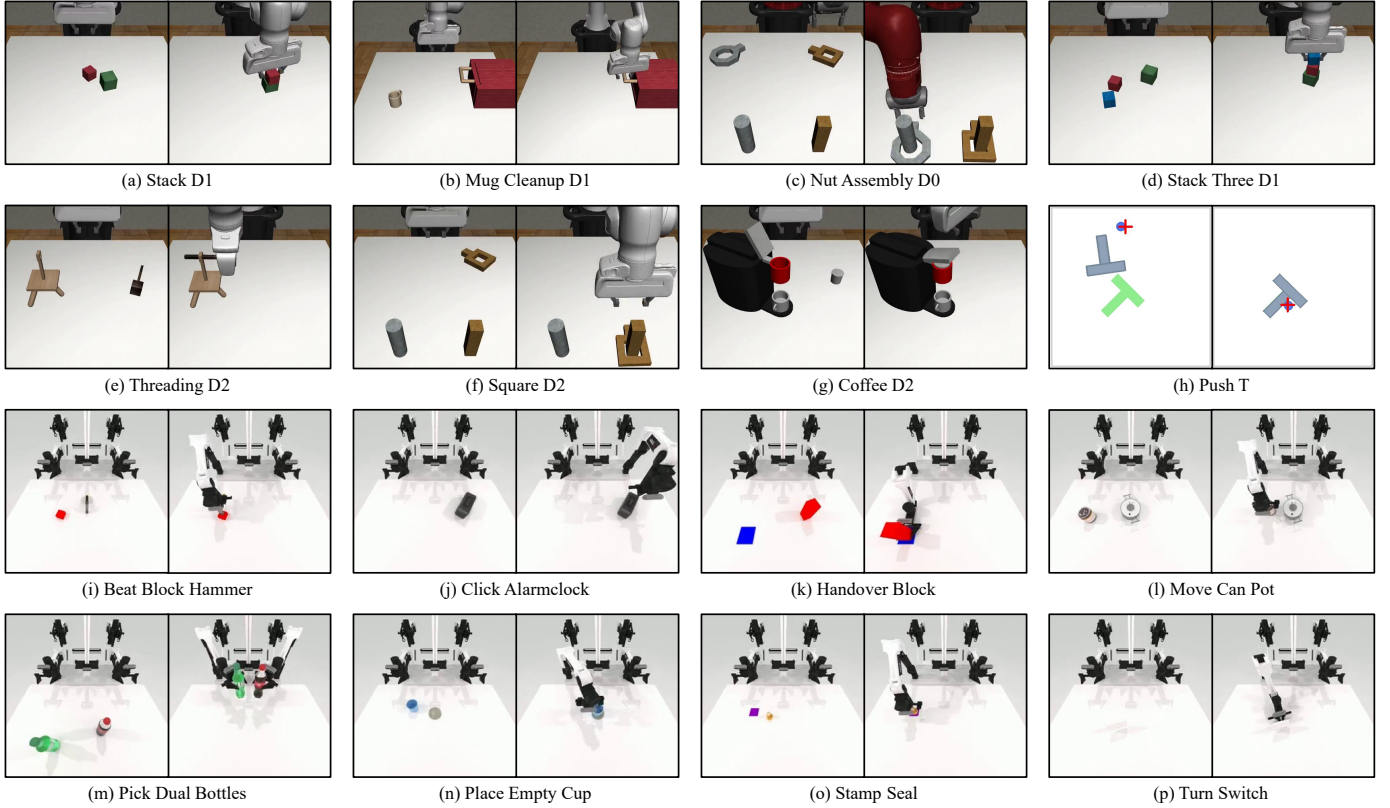 (a) Stack D1
(b) Mug Cleanup D1
(c) Nut Assembly D0
(d) Stack Three D1
(e) Threading D2
(f) Square D2
(g) Coffee D2
(h) Push T
(i) Beat Block Hammer
(j) Click Alarmclock
(k) Handover Block
(l) Move Can Pot
(m) Pick Dual Bottles
(n) Place Empty Cup
(o) Stamp Seal
(p) Turn Switch